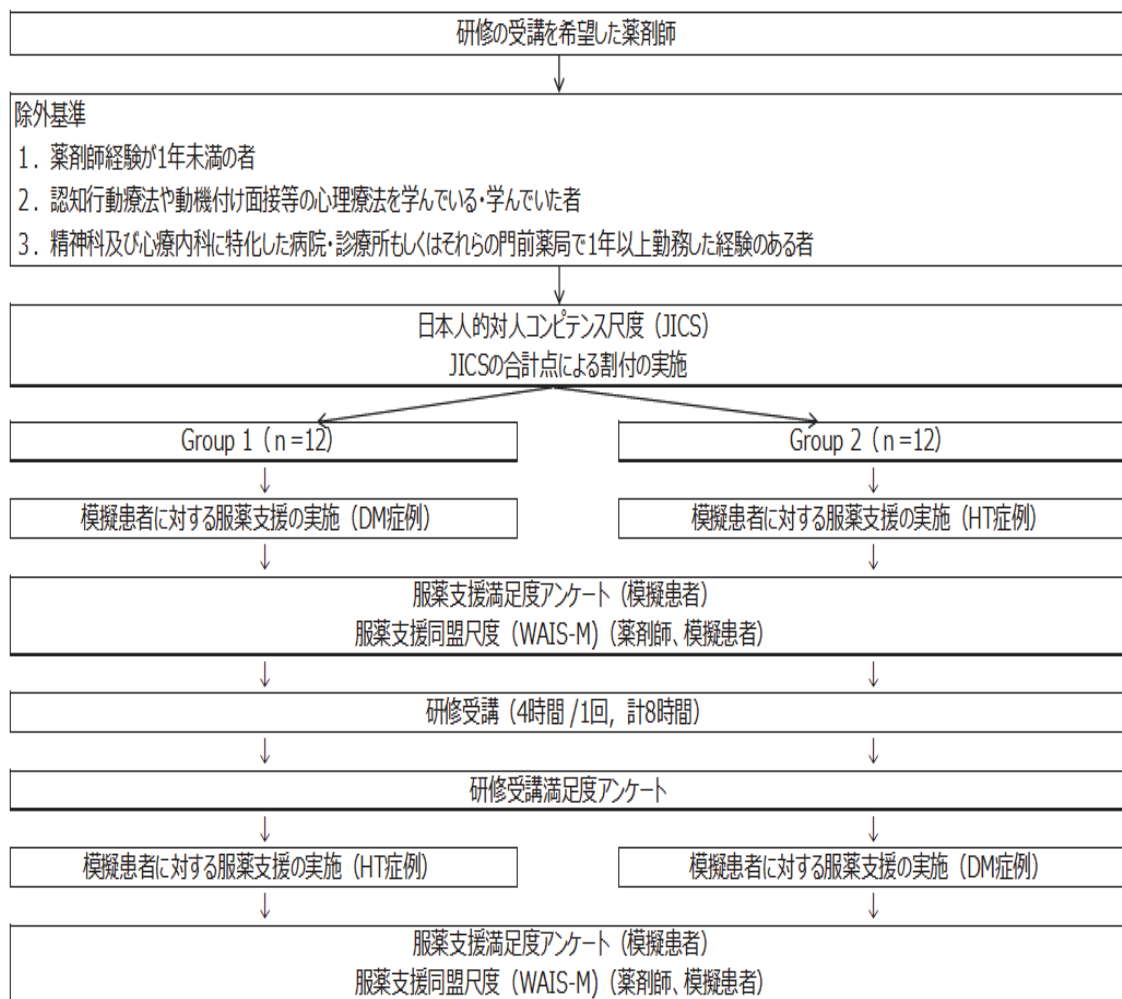 研修の受講を希望した薬剤師
除外基準
1．薬剤師経験が1年未満の者
2．認知行動療法や動機付け面接等の心理療法を学んでいる・学んでいた者
3．精神科及び心療内科に特化した病院・診療所もしくはそれらの門前薬局で1年以上勤務した経験のある者
日本人的対人コンピテンス尺度（JICS）
JICSの合計点による割付の実施
Group 1（n =12）
Group 2（n =12）
模擬患者に対する服薬支援の実施（DM症例）
模擬患者に対する服薬支援の実施（HT症例）
服薬支援満足度アンケート（模擬患者）
服薬支援同盟尺度（WAIS-M)（薬剤師、模擬患者）
研修受講（4時間 /1回，計8時間）
研修受講満足度アンケート
模擬患者に対する服薬支援の実施（HT症例）
模擬患者に対する服薬支援の実施（DM症例）
服薬支援満足度アンケート（模擬患者）
服薬支援同盟尺度（WAIS-M)（薬剤師、模擬患者）